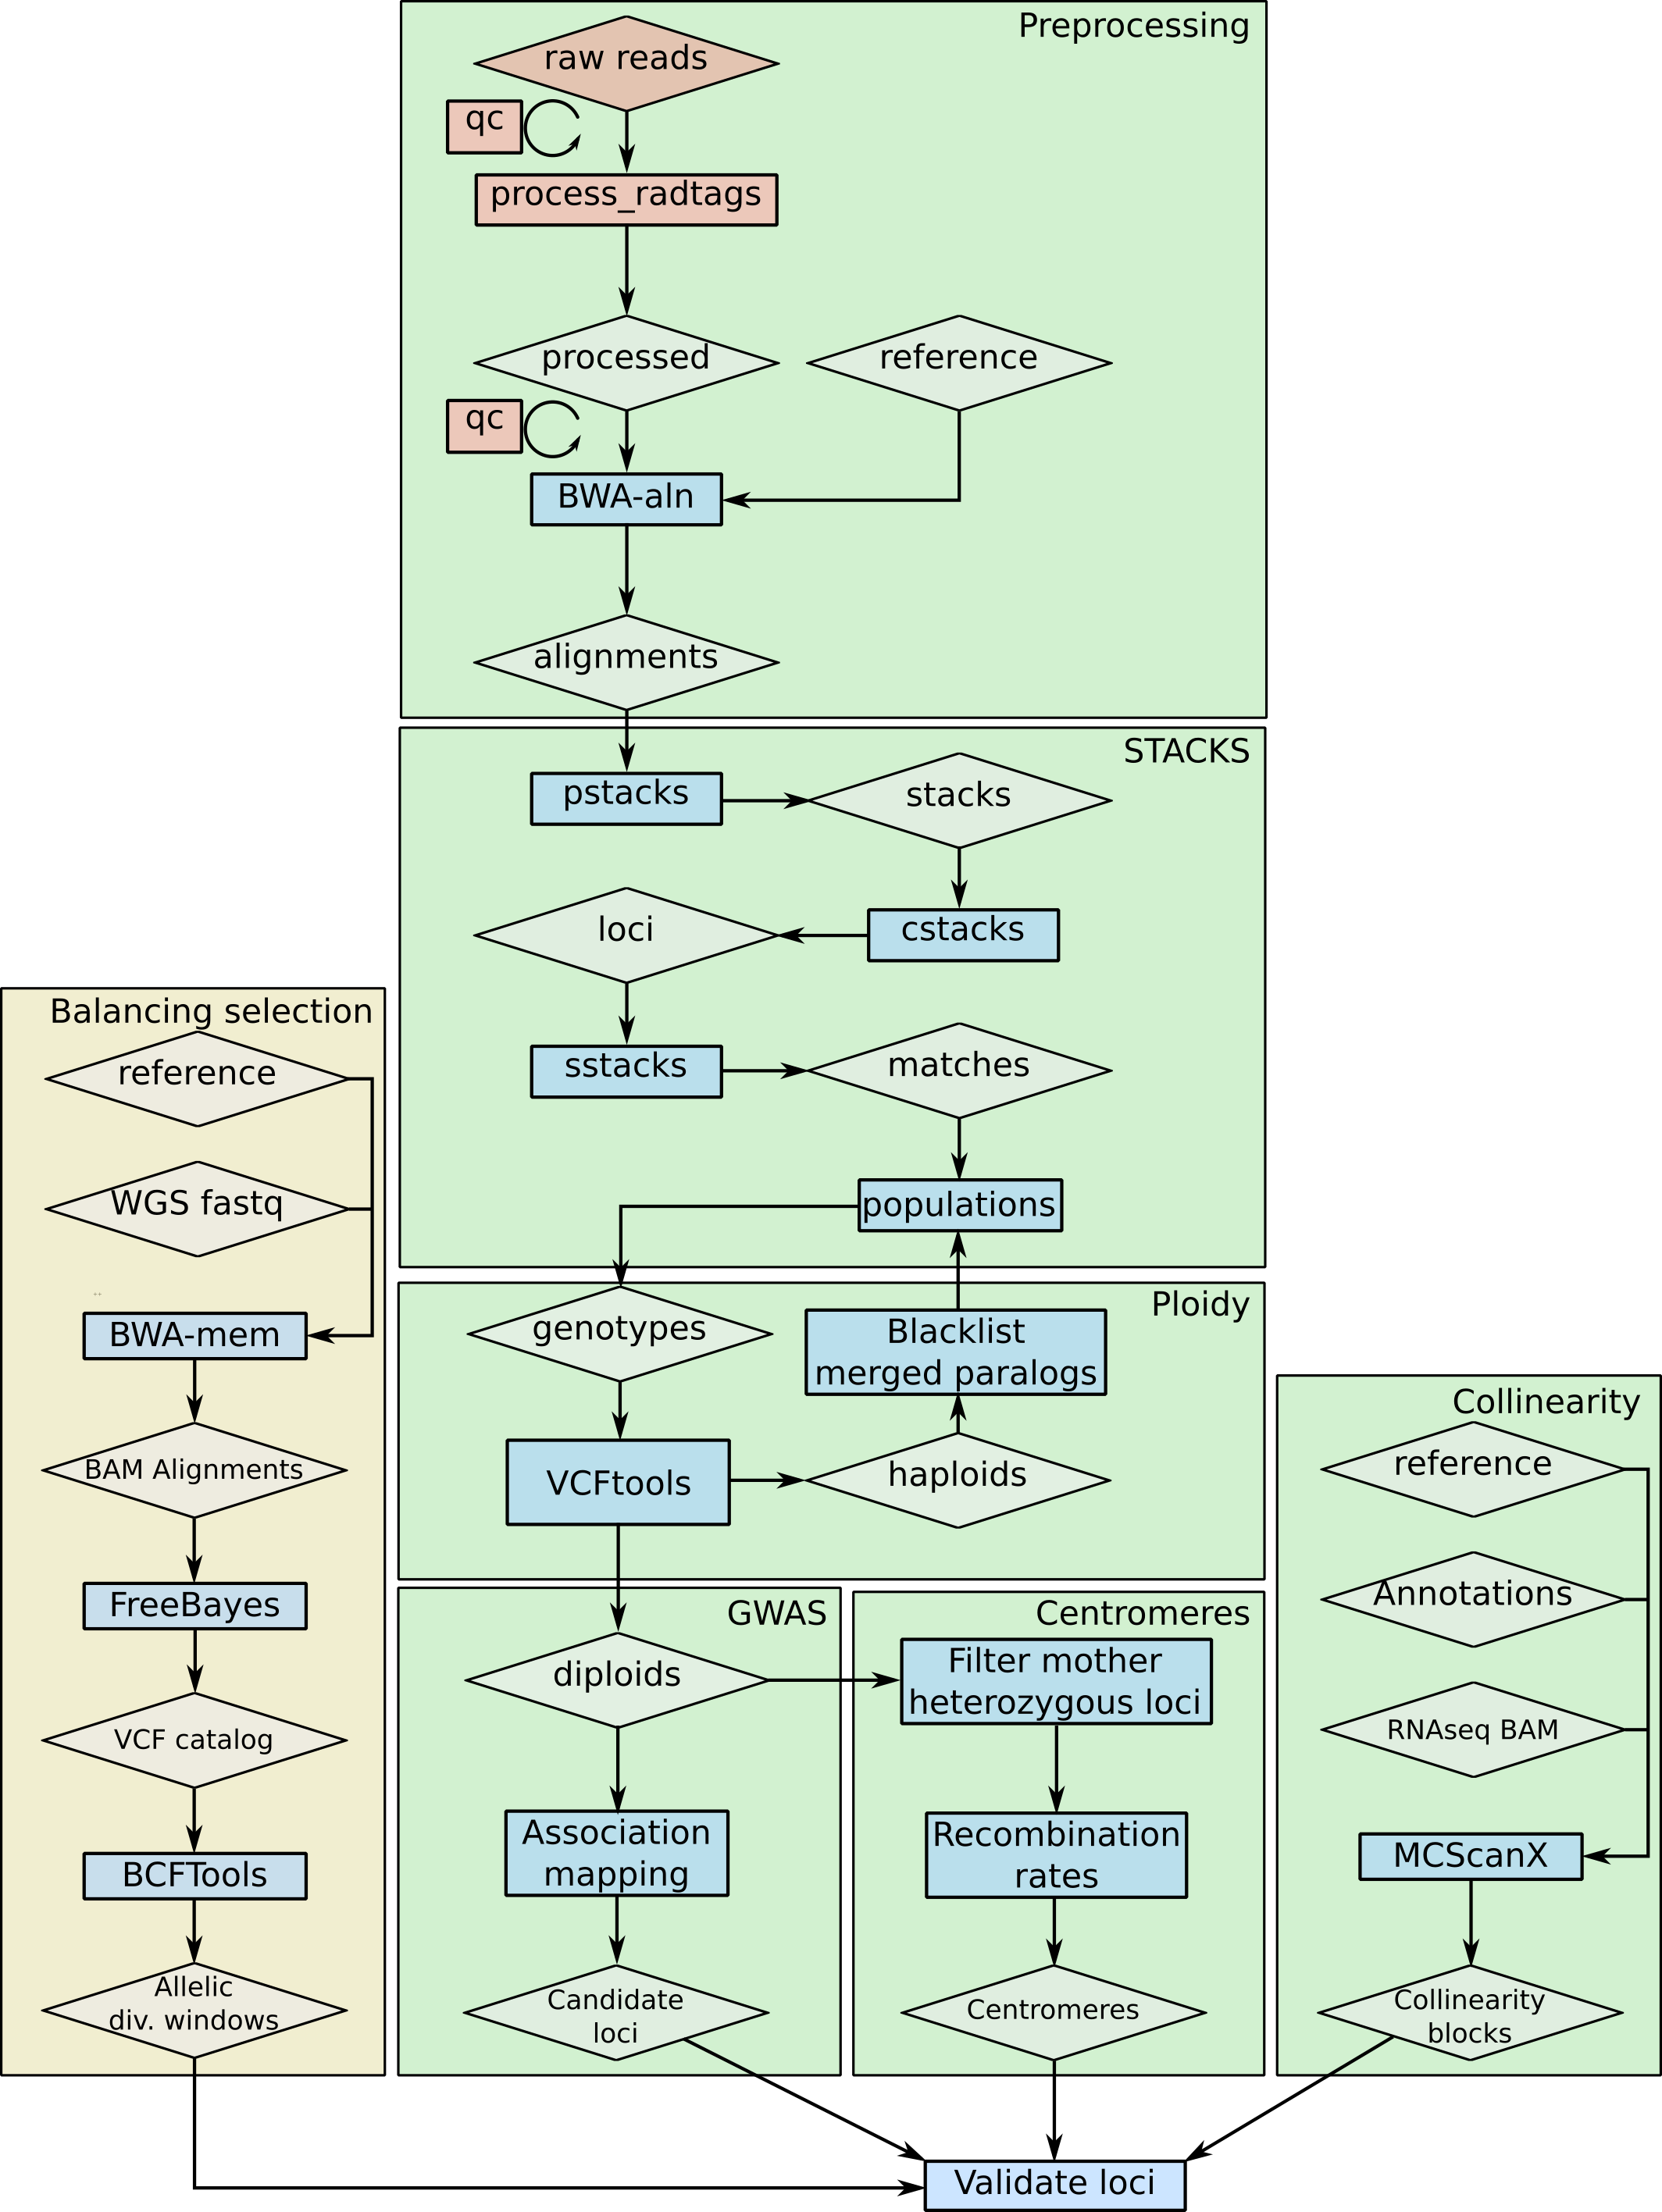 Preprocessing
raw reads
qc
process_radtags
processed
reference
qc
BWA-aln
alignments
STACKS
pstacks
stacks
cstacks
loci
sstacks
matches
populations
Balancing selection
reference
WGS fastq
BWA-mem
BAM Alignments
FreeBayes
VCF catalog
BCFTools
Allelic
div. windows
Ploidy
genotypes
Blacklist
merged paralogs
VCFtools
haploids
GWAS
diploids
Association
mapping
Candidate
loci
Centromeres
Filter mother
heterozygous loci
Recombination
rates
Centromeres
Collinearity
reference
Annotations
RNAseq BAM
MCScanX
Collinearity
blocks
Validate loci